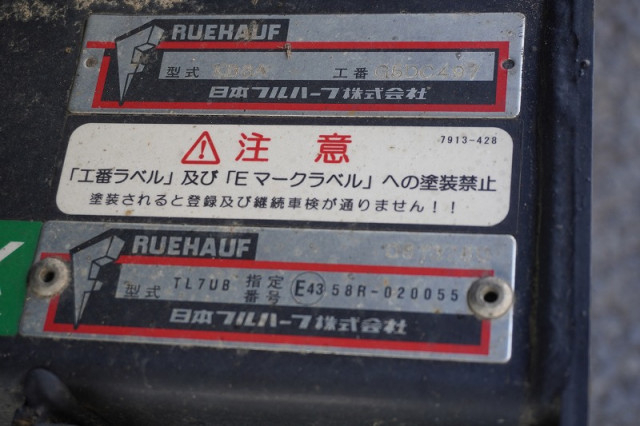 FRUEHAUF
型式 工番
日本フルハーフ株式会社
注 意 7913-428
「工番ラベル」及び「Eマークラベル」への塗装禁止
塗装されると登録及び継続車検が通りません!!
FRUEHAUF
型式 TL7UB 指定番号 E43 58R-020055
日本フルハーフ株式会社